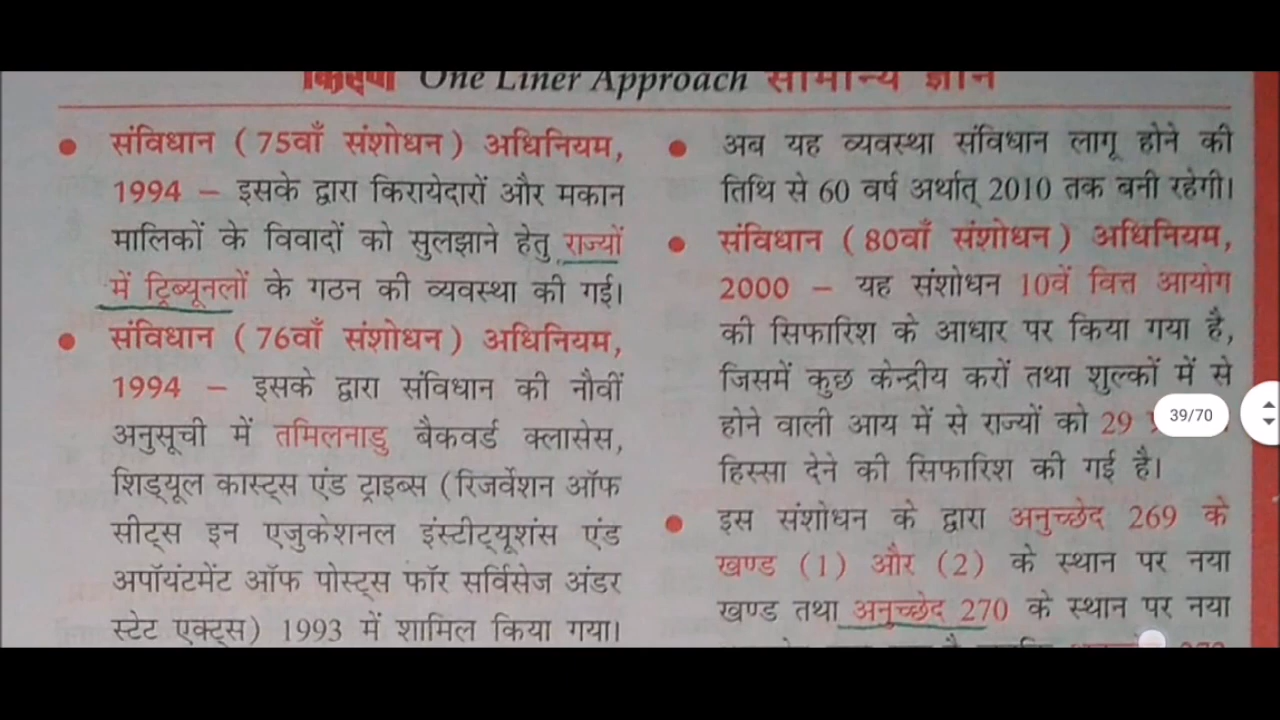 किरण One Liner Approach सामान्य ज्ञान
• संविधान ( 75वाँ संशोधन ) अधिनियम,
1994 – इसके द्वारा किरायेदारों और मकान
मालिकों के विवादों को सुलझाने हेतु राज्यों
में ट्रिब्यूनलों के गठन की व्यवस्था की गई।
• संविधान ( 76वाँ संशोधन ) अधिनियम,
1994 – इसके द्वारा संविधान की नौवीं
अनुसूची में तमिलनाडु बैकवर्ड क्लासेस,
शिड्यूल कास्ट्स एंड ट्राइब्स (रिजर्वेशन ऑफ
सीट्स इन एजुकेशनल इंस्टीट्यूशंस एंड
अपॉयंटमेंट ऑफ पोस्ट्स फॉर सर्विसेज अंडर
स्टेट एक्ट्स) 1993 में शामिल किया गया।
• अब यह व्यवस्था संविधान लागू होने की
तिथि से 60 वर्ष अर्थात् 2010 तक बनी रहेगी।
• संविधान ( 80वाँ संशोधन ) अधिनियम,
2000 – यह संशोधन 10वें वित्त आयोग
की सिफारिश के आधार पर किया गया है,
जिसमें कुछ केन्द्रीय करों तथा शुल्कों में से
होने वाली आय में से राज्यों को 29
हिस्सा देने की सिफारिश की गई है।
• इस संशोधन के द्वारा अनुच्छेद 269 के
खण्ड (1) और (2) के स्थान पर नया
खण्ड तथा अनुच्छेद 270 के स्थान पर नया
39/70